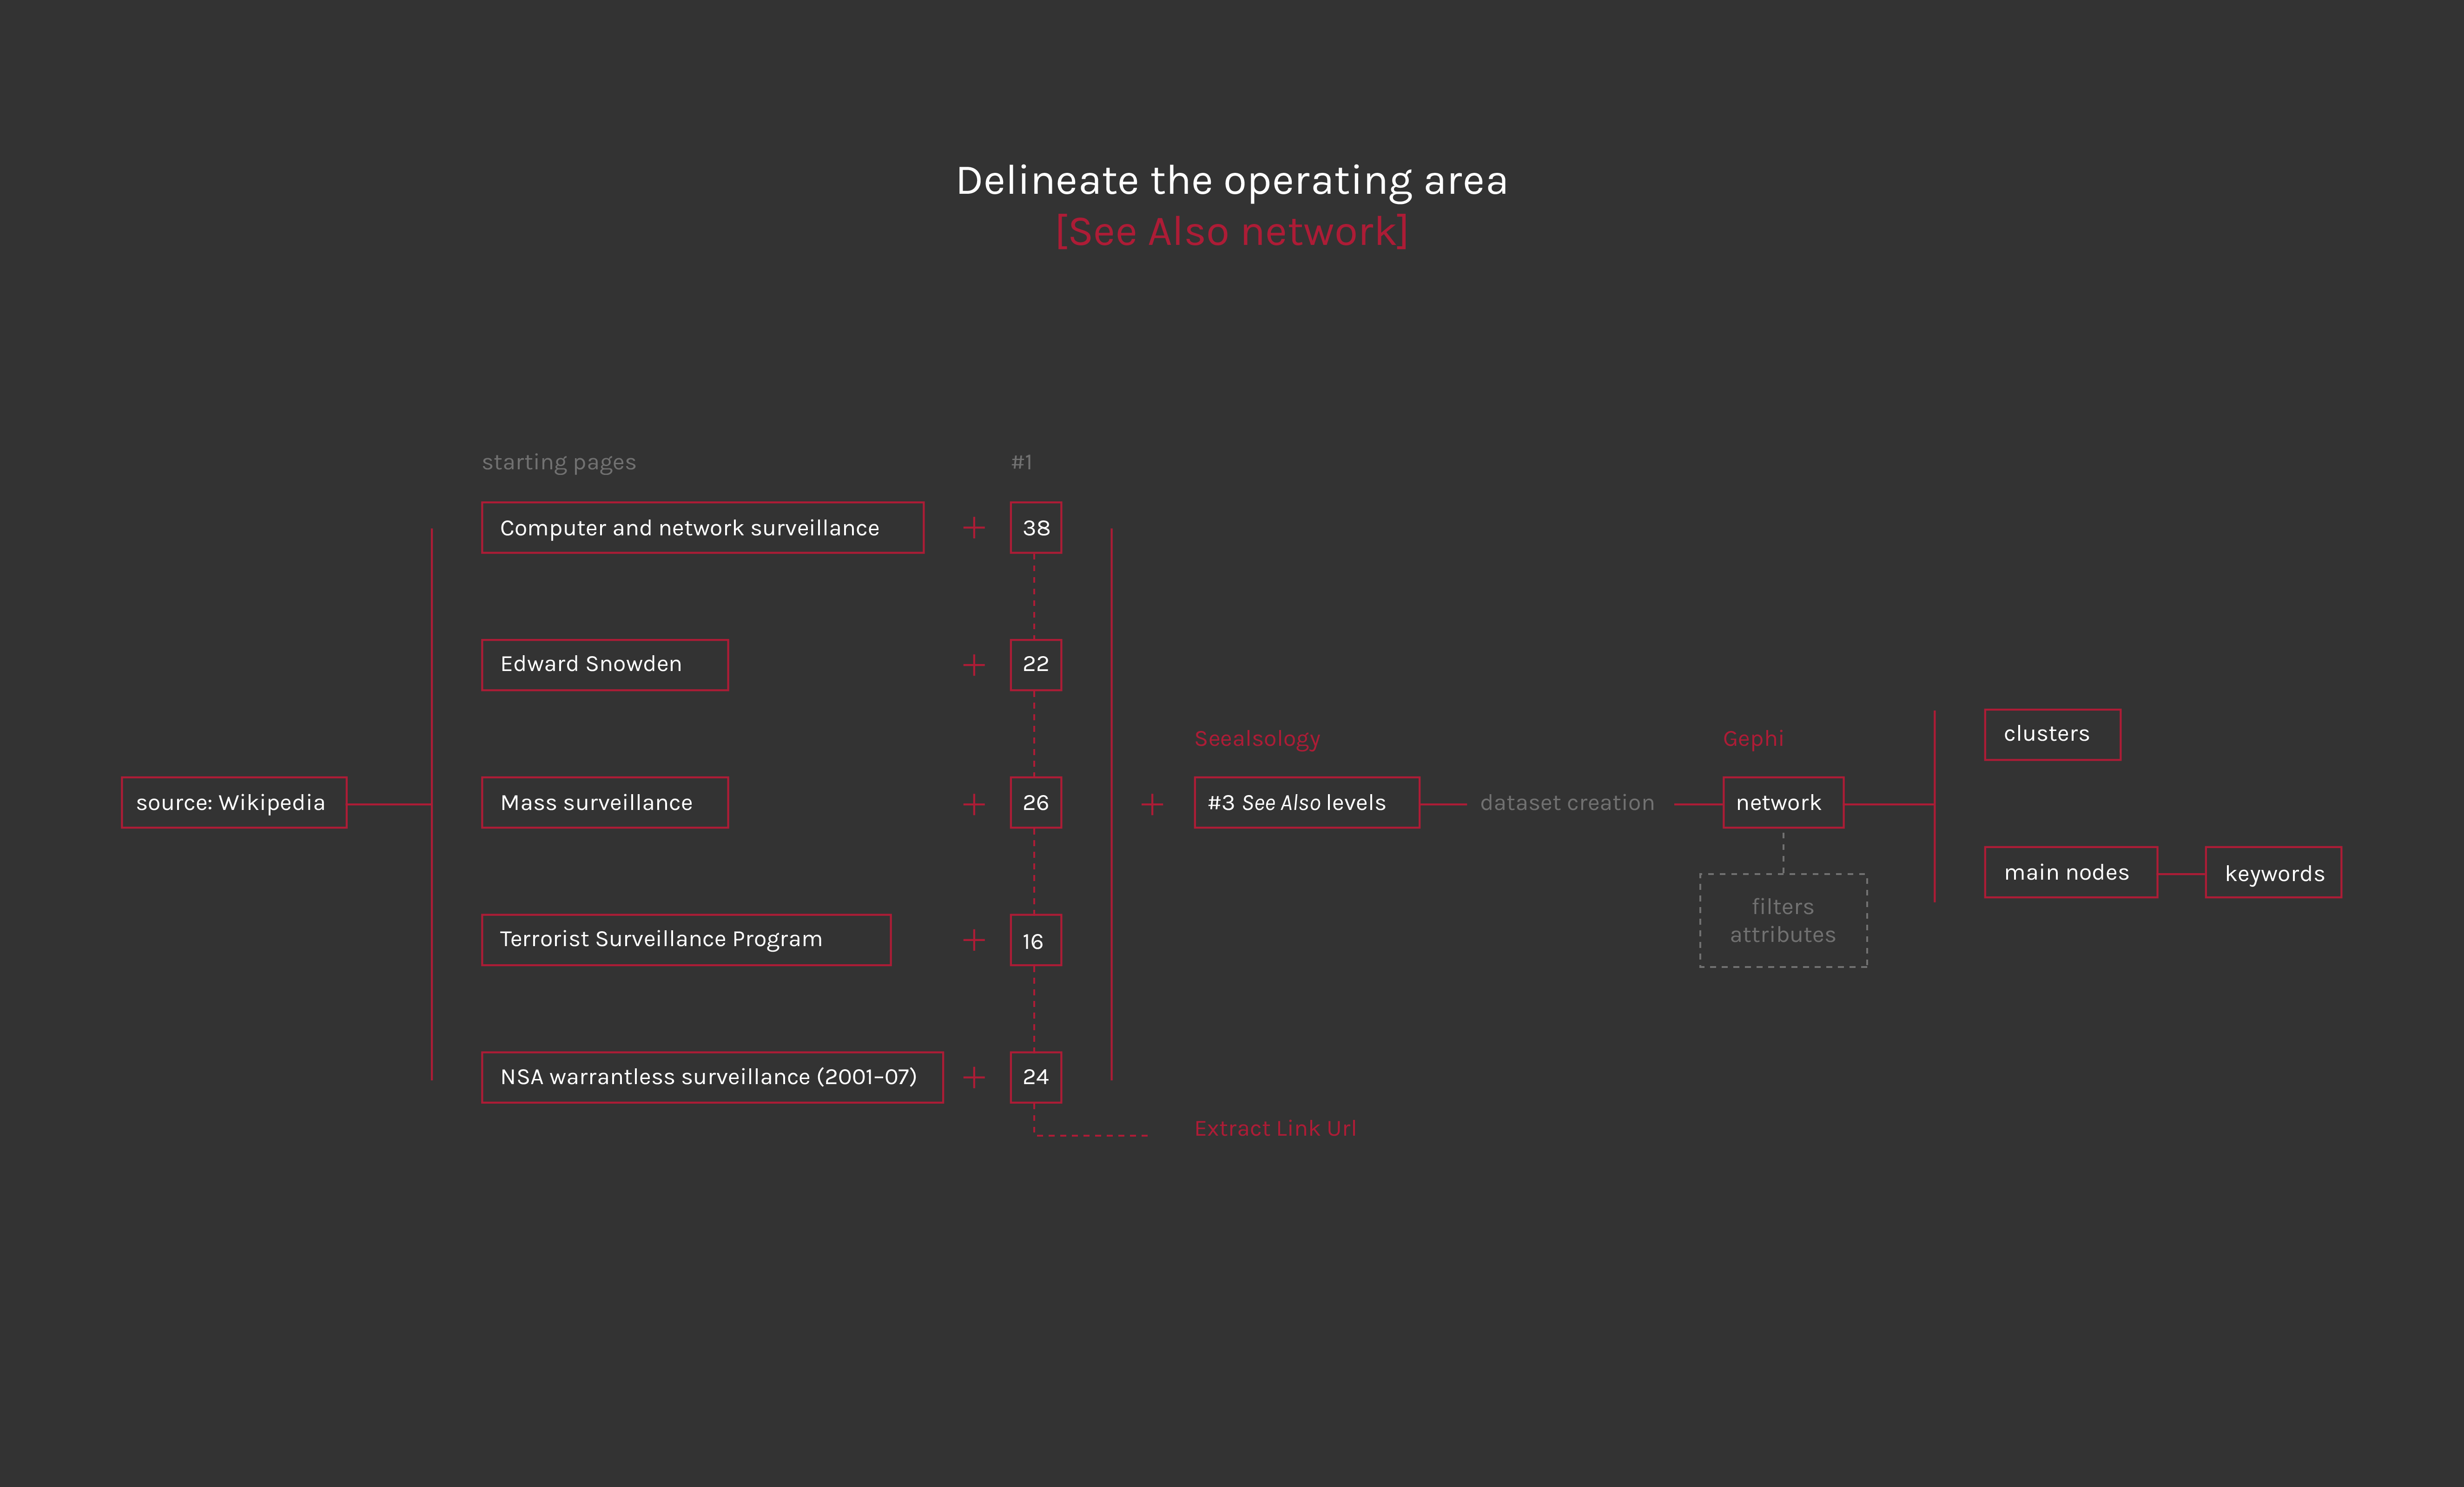 Delineate the operating area
[See Also network]
starting pages
#1
Computer and network surveillance
38
Edward Snowden
22
source: Wikipedia
Mass surveillance
26
Terrorist Surveillance Program
16
NSA warrantless surveillance (2001–07)
24
Extract Link Url
Seealsology
#3 See Also levels
dataset creation
Gephi
network
filters
attributes
clusters
main nodes
keywords